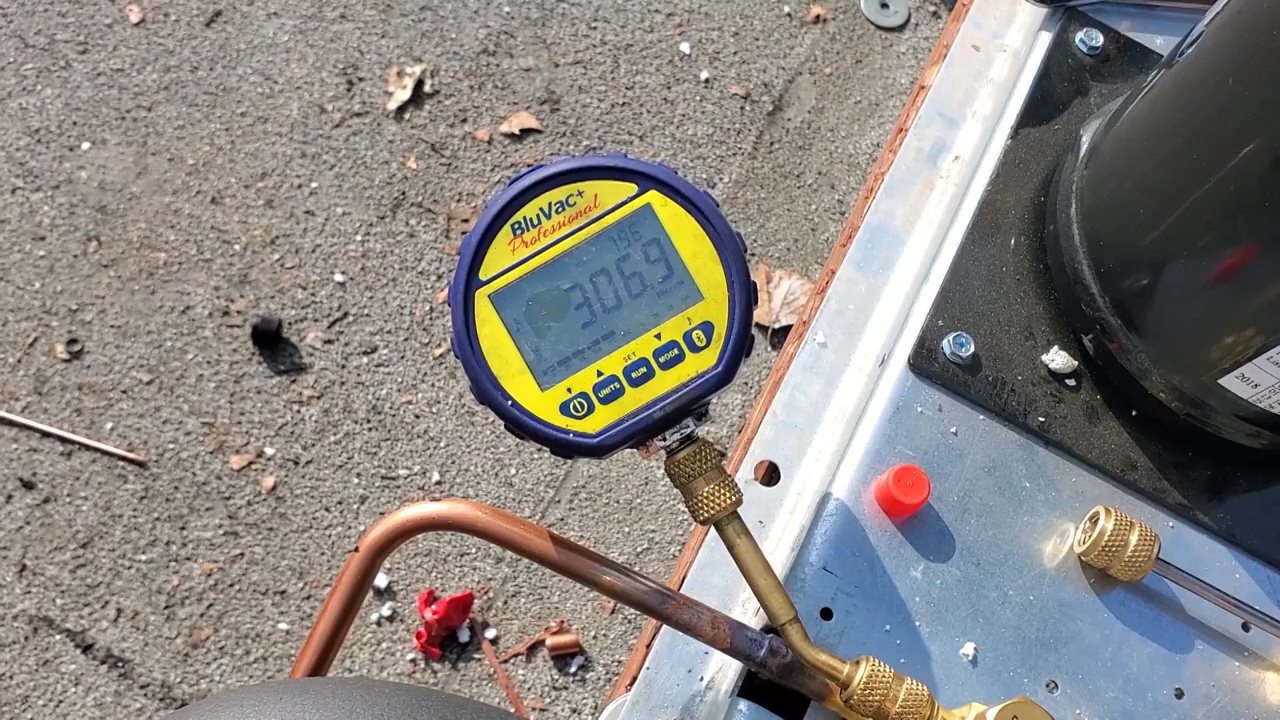 BluVac+
Professional
195
3069
SET
UNITS
RUN
MODE
2018